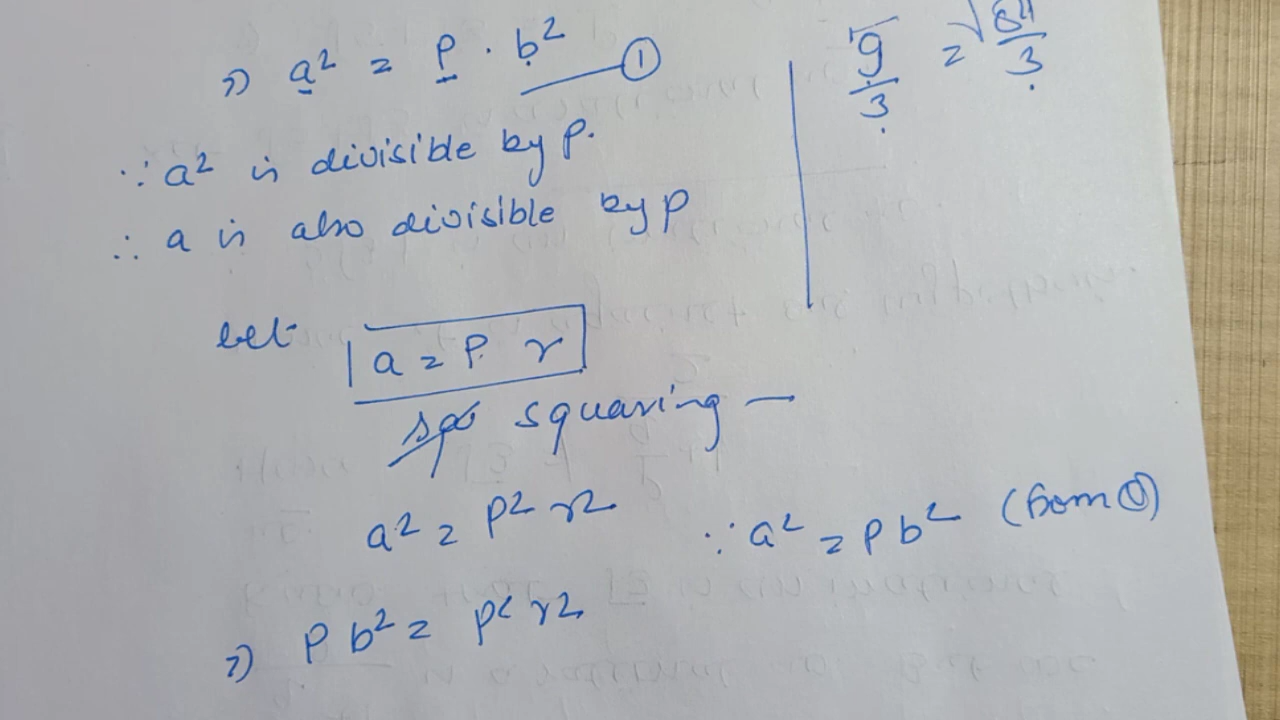 ⇒ a² = P · b² ①
∵ a² is divisible by P.
∴ a is also divisible by P
let a = P r
squaring —
a² = P² r²
∵ a² = P b² (from ①)
⇒ P b² = P² r²
9/3 =
3